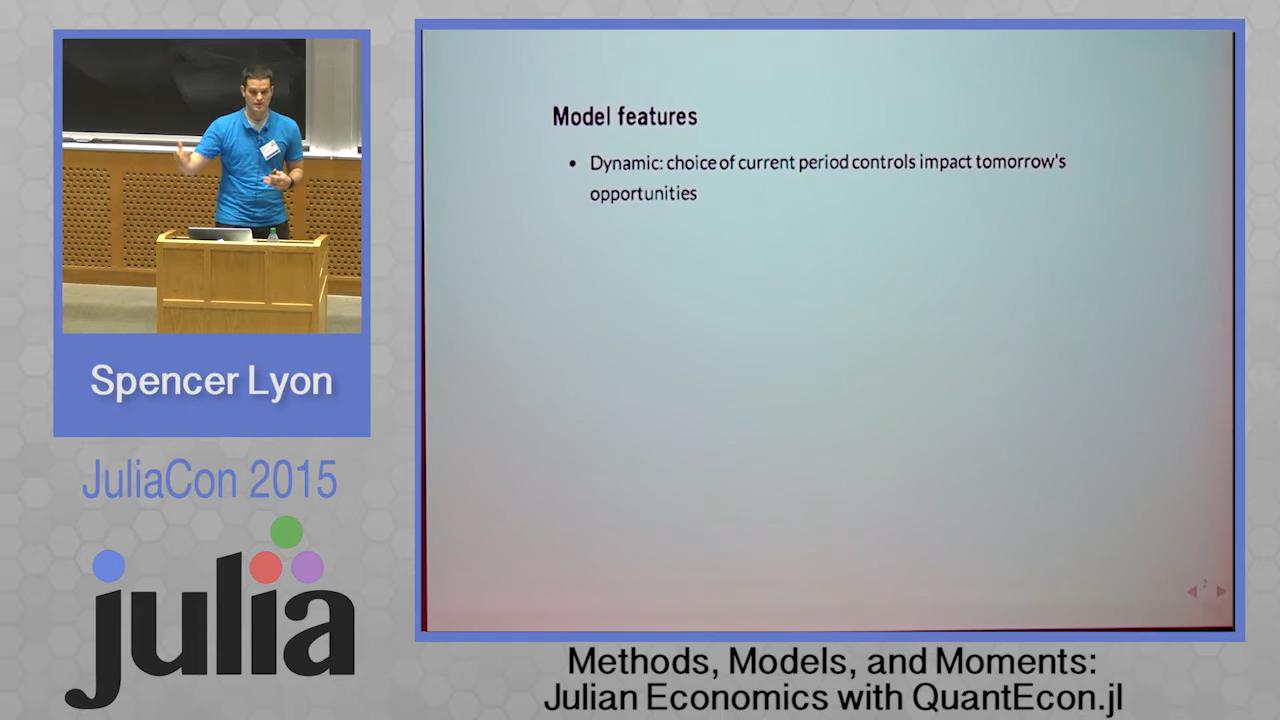 Spencer Lyon
JuliaCon 2015
julia
Model features
• Dynamic: choice of current period controls impact tomorrow's
opportunities
2
Methods, Models, and Moments:
Julian Economics with QuantEcon.jl